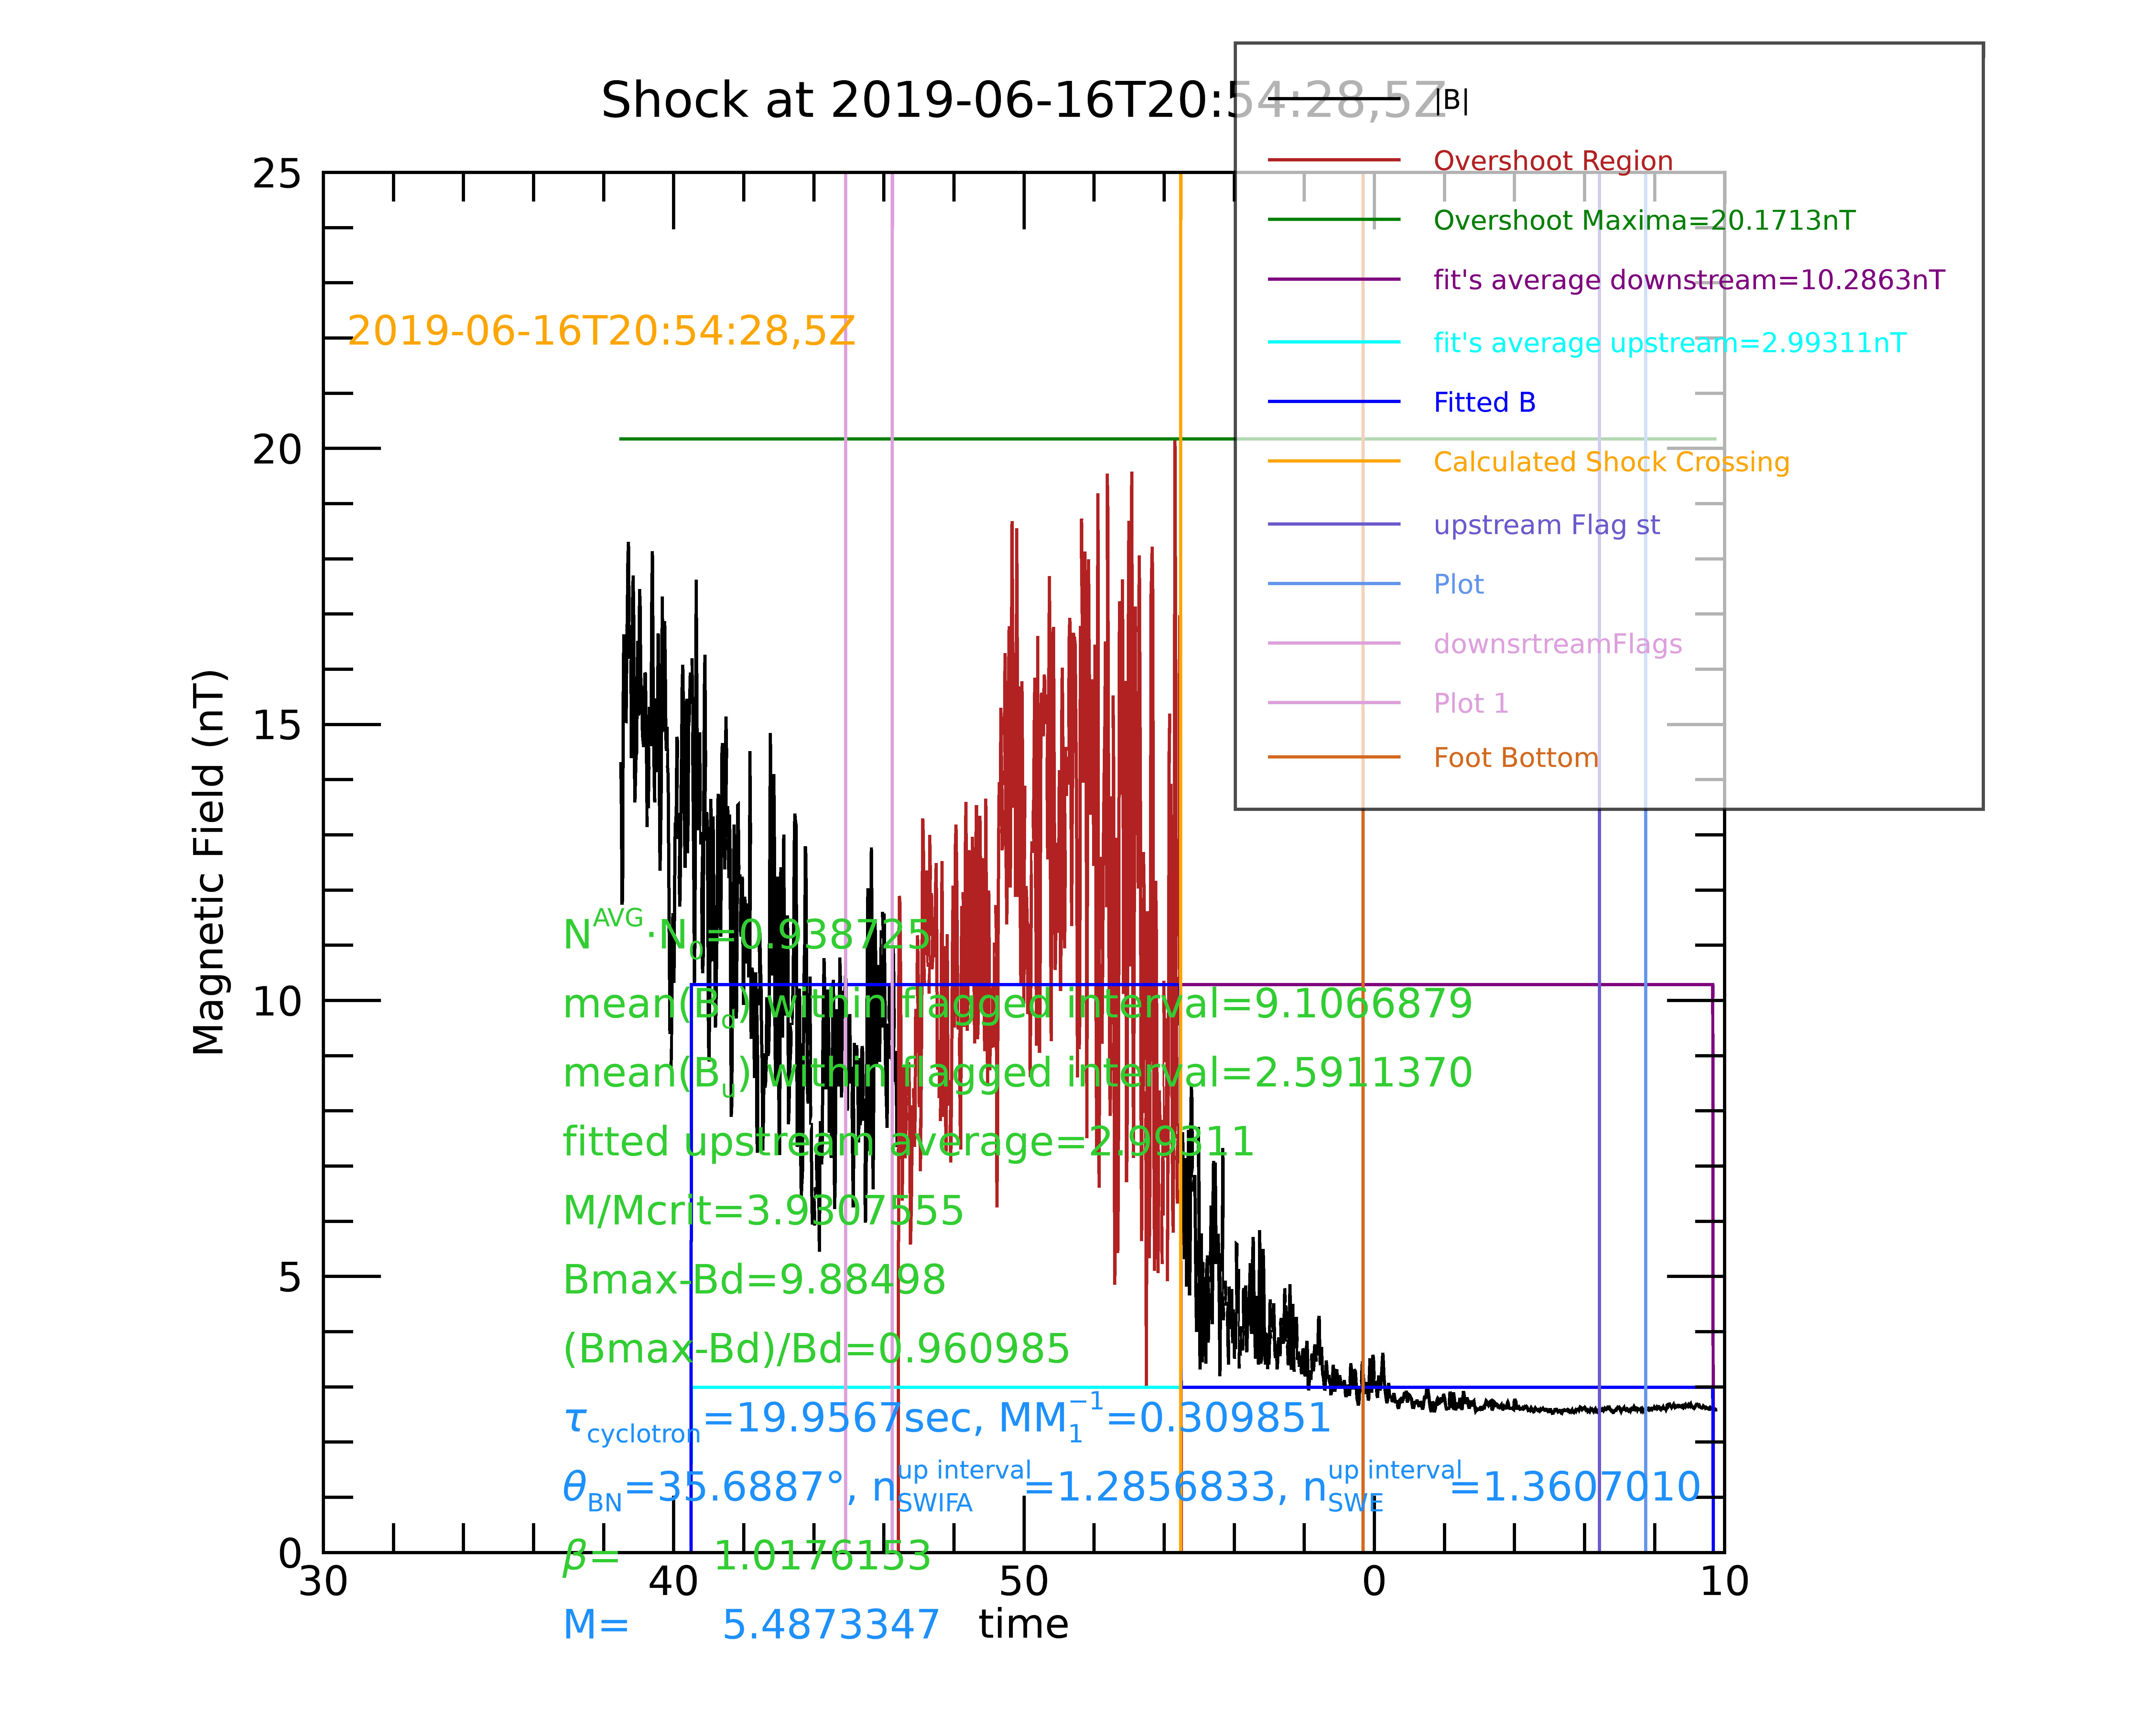 Shock at 2019-06-16T20:54:28,5Z
|B|
Overshoot Region
Overshoot Maxima=20.1713nT
fit's average downstream=10.2863nT
fit's average upstream=2.99311nT
Fitted B
Calculated Shock Crossing
upstream Flag st
Plot
downsrtreamFlags
Plot 1
Foot Bottom
25
20
15
10
5
0
Magnetic Field (nT)
2019-06-16T20:54:28,5Z
N^AVG·N_0=0.938725
mean(B_d) within flagged interval=9.1066879
mean(B_u) within flagged interval=2.5911370
fitted upstream average=2.99311
M/Mcrit=3.9307555
Bmax-Bd=9.88498
(Bmax-Bd)/Bd=0.960985
τ_cyclotron=19.9567sec, MM_1^−1=0.309851
θ_BN=35.6887°, n_SWIFA^up interval=1.2856833, n_SWE^up interval=1.3607010
β= 1.0176153
M= 5.4873347
30 40 50 0 10
time